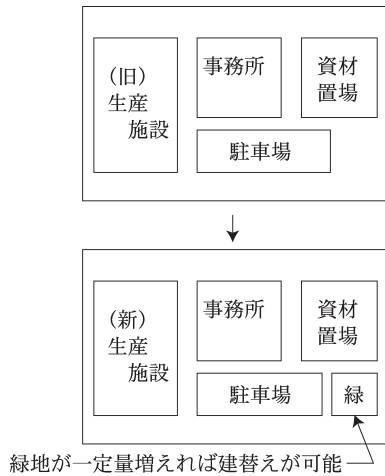 （旧）
生産
施設
事務所
資材
置場
駐車場
（新）
生産
施設
事務所
資材
置場
駐車場
緑
緑地が一定量増えれば建替えが可能